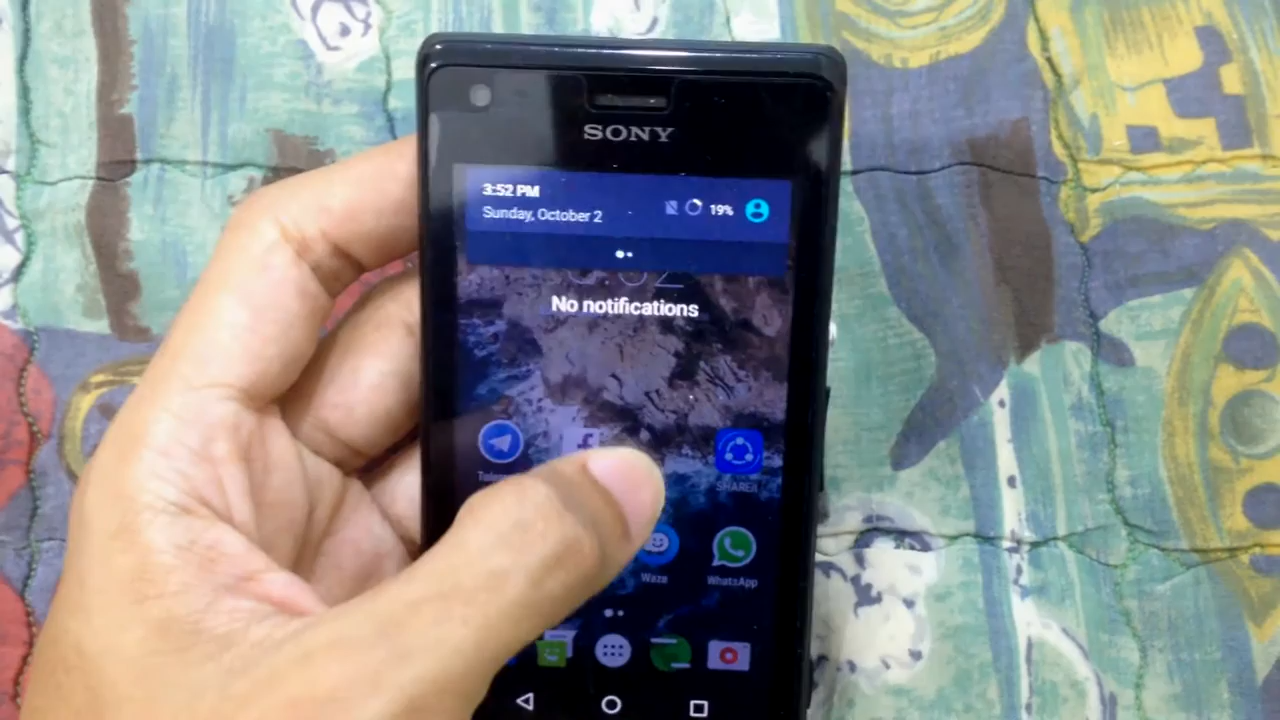 SONY
3:52 PM
Sunday, October 2
19%
No notifications
SHAREit
Waze
WhatsApp